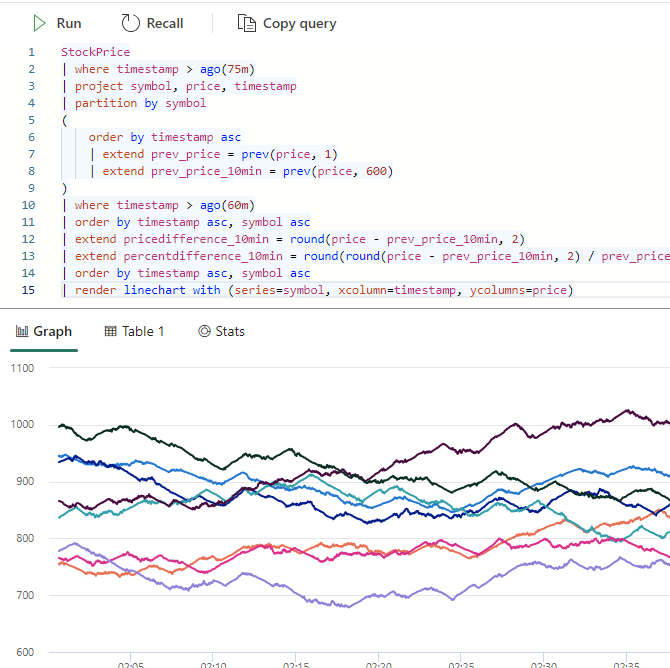 Run Recall Copy query
1 StockPrice
2 | where timestamp > ago(75m)
3 | project symbol, price, timestamp
4 | partition by symbol
5 (
6 order by timestamp asc
7 | extend prev_price = prev(price, 1)
8 | extend prev_price_10min = prev(price, 600)
9 )
10 | where timestamp > ago(60m)
11 | order by timestamp asc, symbol asc
12 | extend pricedifference_10min = round(price - prev_price_10min, 2)
13 | extend percentdifference_10min = round(round(price - prev_price_10min, 2) / prev_price
14 | order by timestamp asc, symbol asc
15 | render linechart with (series=symbol, xcolumn=timestamp, ycolumns=price)
Graph Table 1 Stats
1100
1000
900
800
700
600
02:05 02:10 02:15 02:20 02:25 02:30 02:35